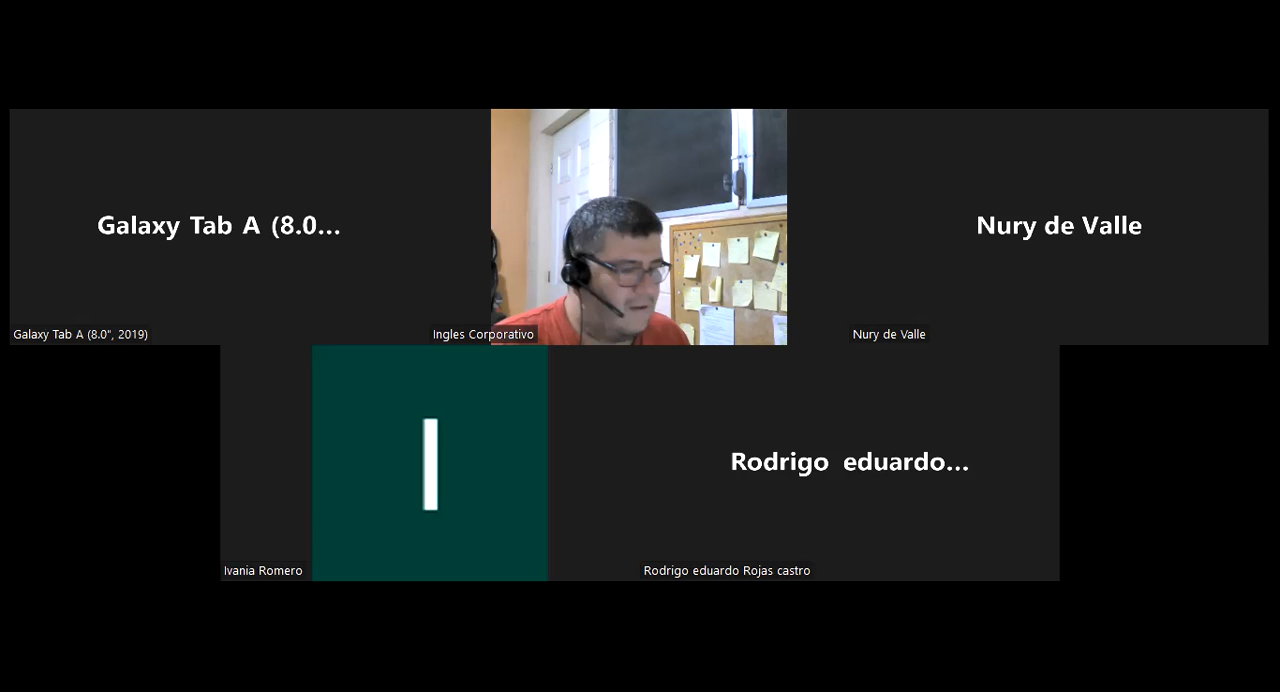 Galaxy Tab A (8.0...
Nury de Valle
Galaxy Tab A (8.0", 2019)
Ingles Corporativo
Nury de Valle
I
Rodrigo eduardo...
Ivania Romero
Rodrigo eduardo Rojas castro